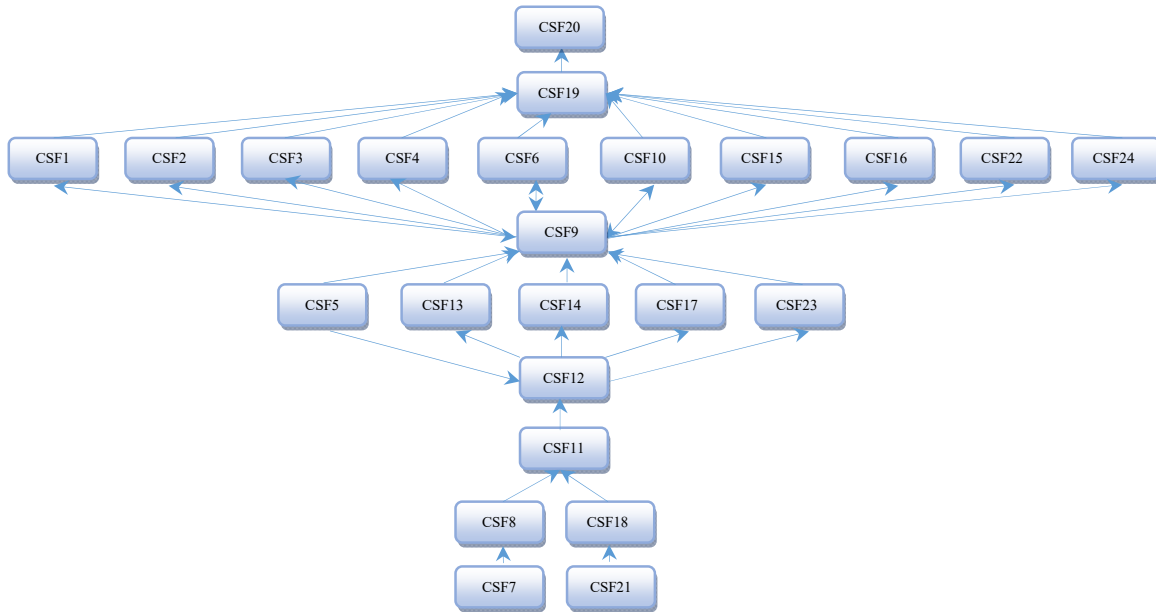 CSF20
CSF19
CSF1 CSF2 CSF3 CSF4 CSF6 CSF10 CSF15 CSF16 CSF22 CSF24
CSF9
CSF5 CSF13 CSF14 CSF17 CSF23
CSF12
CSF11
CSF8 CSF18
CSF7 CSF21